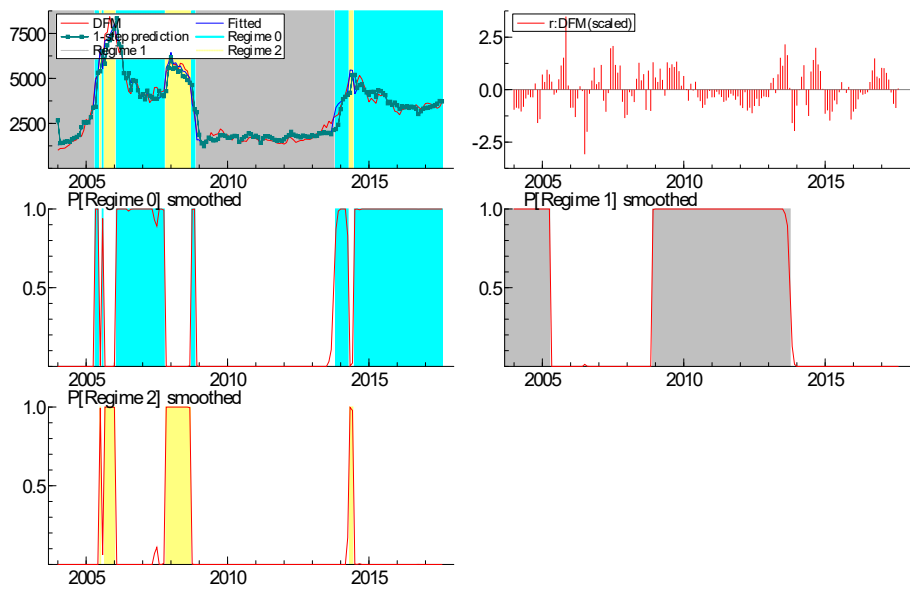 DFM
Fitted
1-step prediction
Regime 0
Regime 1
Regime 2
7500
5000
2500
2005
2010
2015
r:DFM (scaled)
2.5
0.0
-2.5
2005
2010
2015
P[Regime 0] smoothed
1.0
0.5
2005
2010
2015
P[Regime 1] smoothed
1.0
0.5
2005
2010
2015
P[Regime 2] smoothed
1.0
0.5
2005
2010
2015